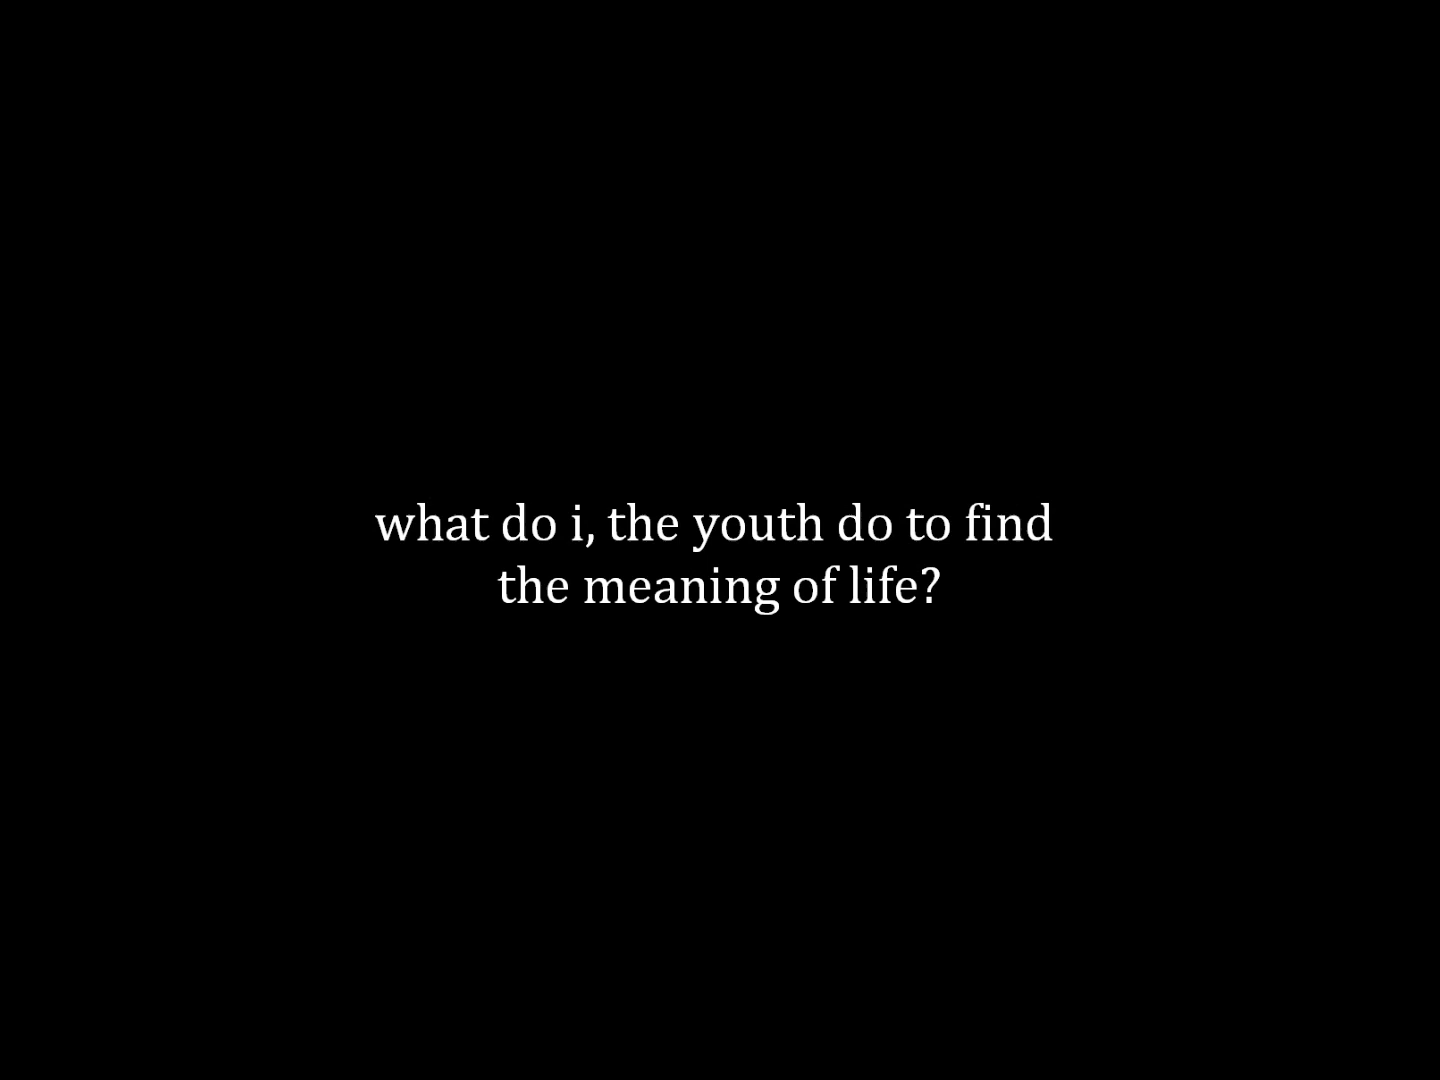 what do i, the youth do to find
the meaning of life?